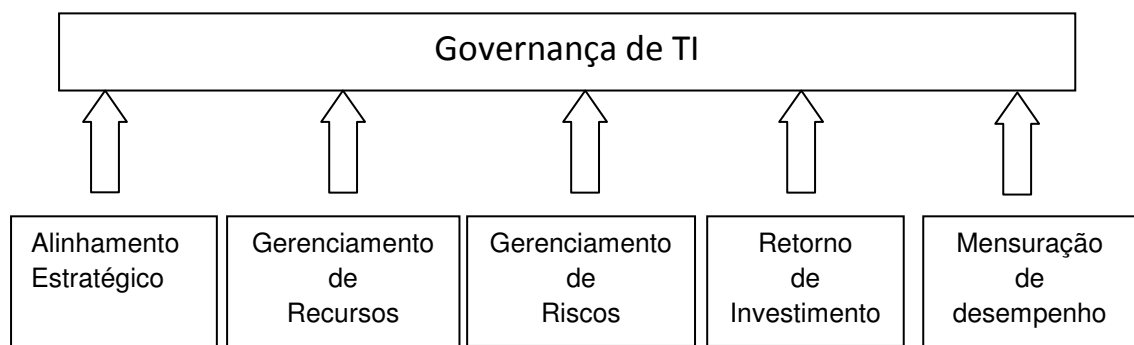 Governança de TI
Alinhamento
Estratégico
Gerenciamento
de
Recursos
Gerenciamento
de
Riscos
Retorno
de
Investimento
Mensuração
de
desempenho